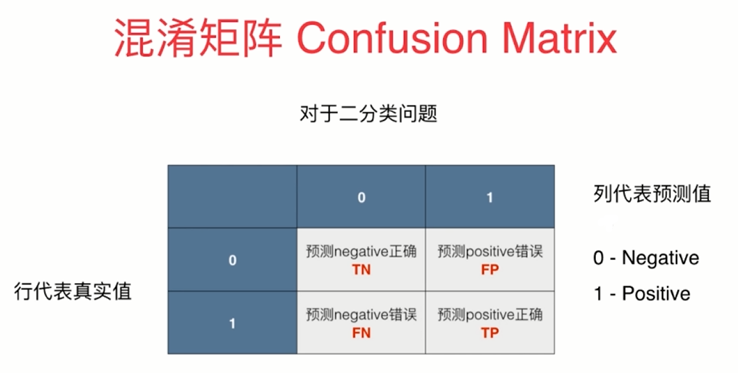 混淆矩阵 Confusion Matrix
对于二分类问题
0
1
列代表预测值
0
预测negative正确
TN
预测positive错误
FP
0 - Negative
行代表真实值
1 - Positive
1
预测negative错误
FN
预测positive正确
TP